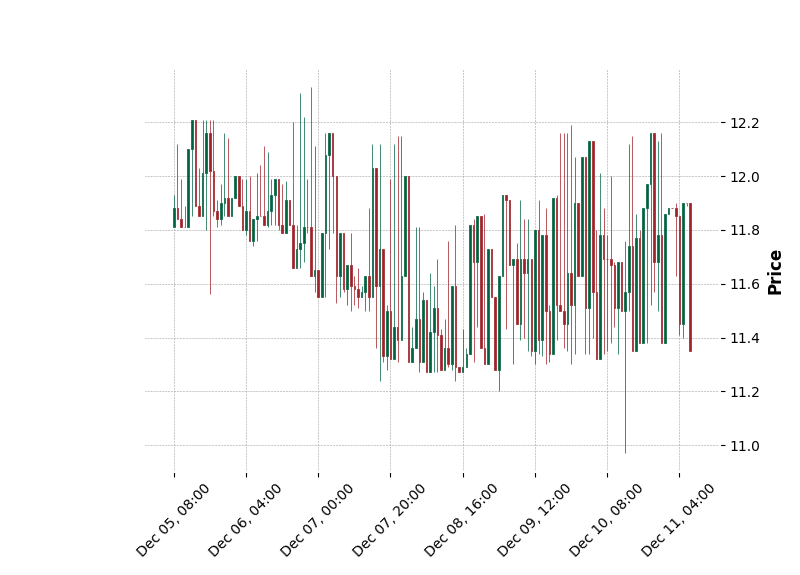 12.2
12.0
11.8
11.6
11.4
11.2
11.0
Price
Dec 05, 08:00
Dec 06, 04:00
Dec 07, 00:00
Dec 07, 20:00
Dec 08, 16:00
Dec 09, 12:00
Dec 10, 08:00
Dec 11, 04:00